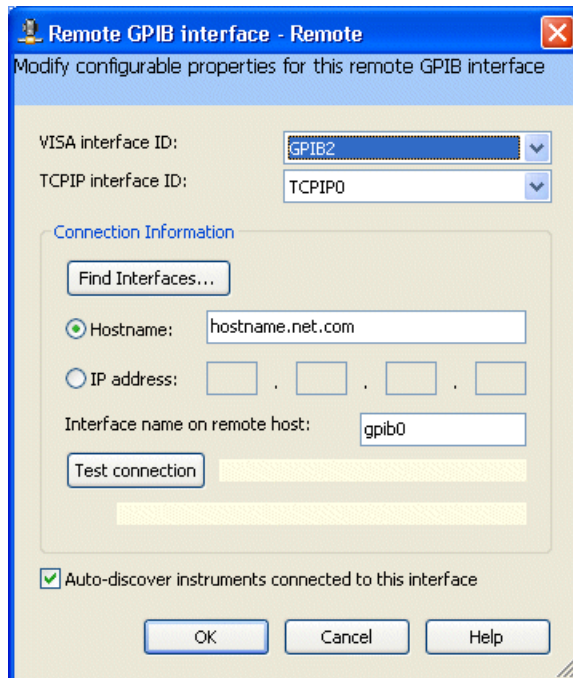 Remote GPIB interface - Remote
Modify configurable properties for this remote GPIB interface
VISA interface ID:
GPIB2
TCPIP interface ID:
TCPIP0
Connection Information
Find Interfaces...
Hostname:
hostname.net.com
IP address:
. . .
Interface name on remote host:
gpib0
Test connection
Auto-discover instruments connected to this interface
OK
Cancel
Help